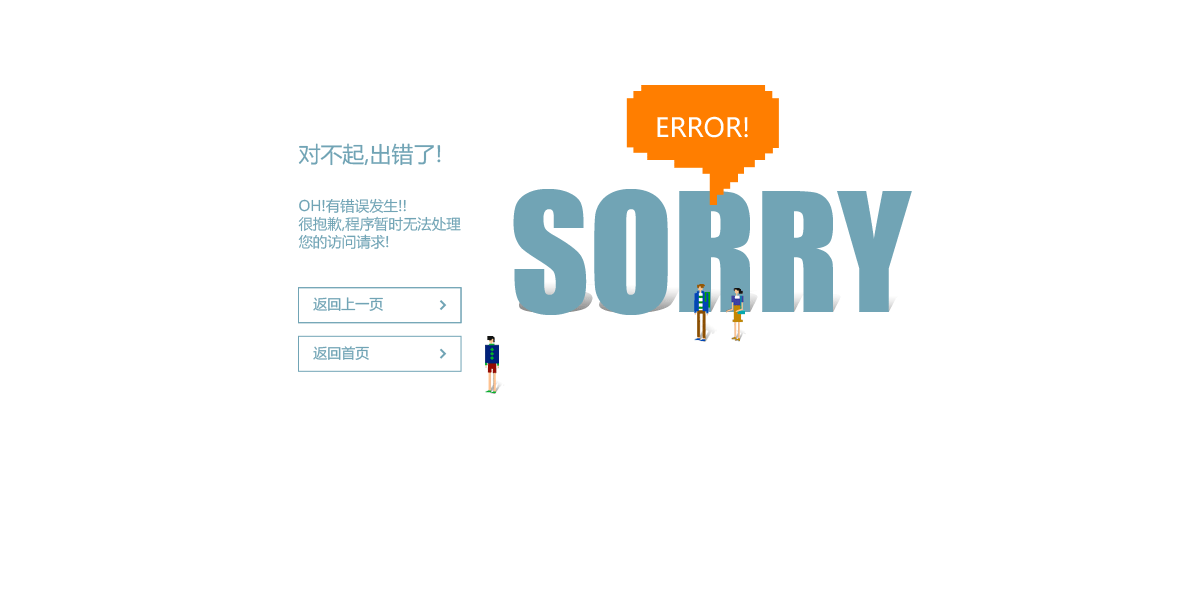 对不起,出错了!
OH!有错误发生!!
很抱歉,程序暂时无法处理
您的访问请求!
返回上一页
返回首页
ERROR!
SORRY